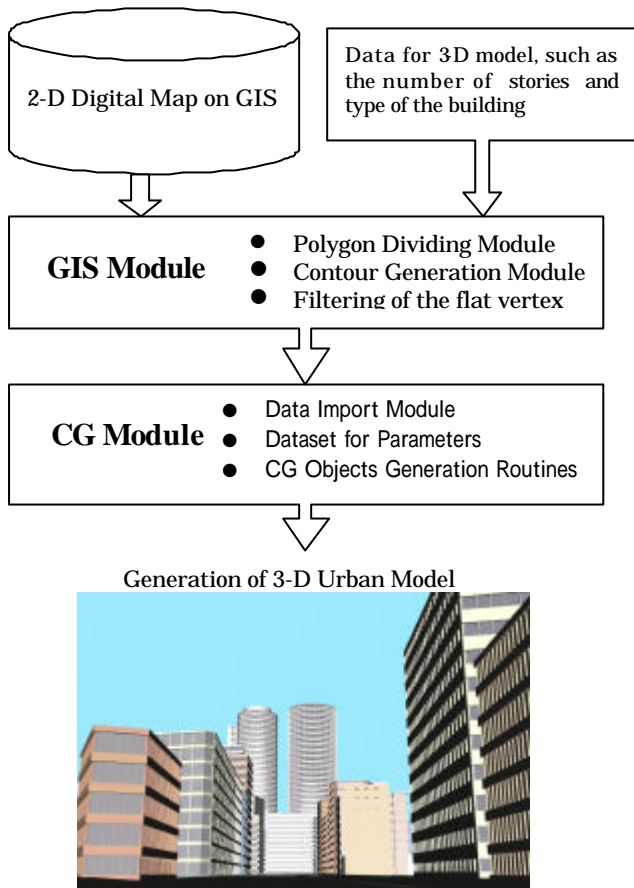 2-D Digital Map on GIS
Data for 3-D model, such as
the number of stories and
type of the building
GIS Module
● Polygon Dividing Module
● Contour Generation Module
● Filtering of the flat vertex
CG Module
● Data Import Module
● Dataset for Parameters
● CG Objects Generation Routines
Generation of 3-D Urban Model